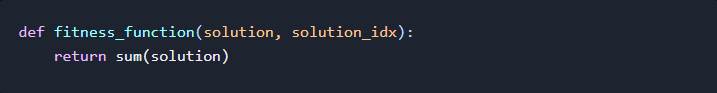 def fitness_function(solution, solution_idx):
    return sum(solution)